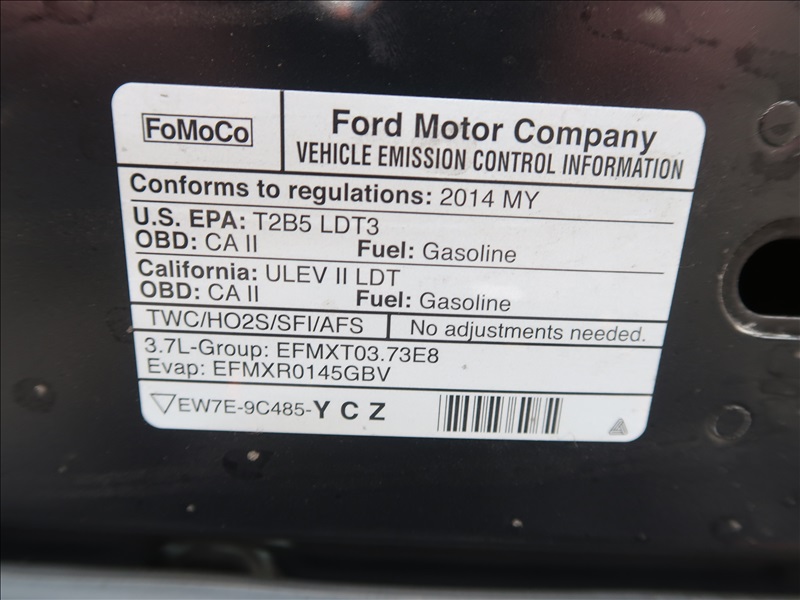 FoMoCo
Ford Motor Company
VEHICLE EMISSION CONTROL INFORMATION
Conforms to regulations: 2014 MY
U.S. EPA: T2B5 LDT3
OBD: CA II Fuel: Gasoline
California: ULEV II LDT
OBD: CA II Fuel: Gasoline
TWC/HO2S/SFI/AFS No adjustments needed.
3.7L-Group: EFMXT03.73E8
Evap: EFMXR0145GBV
EW7E-9C485-Y C Z